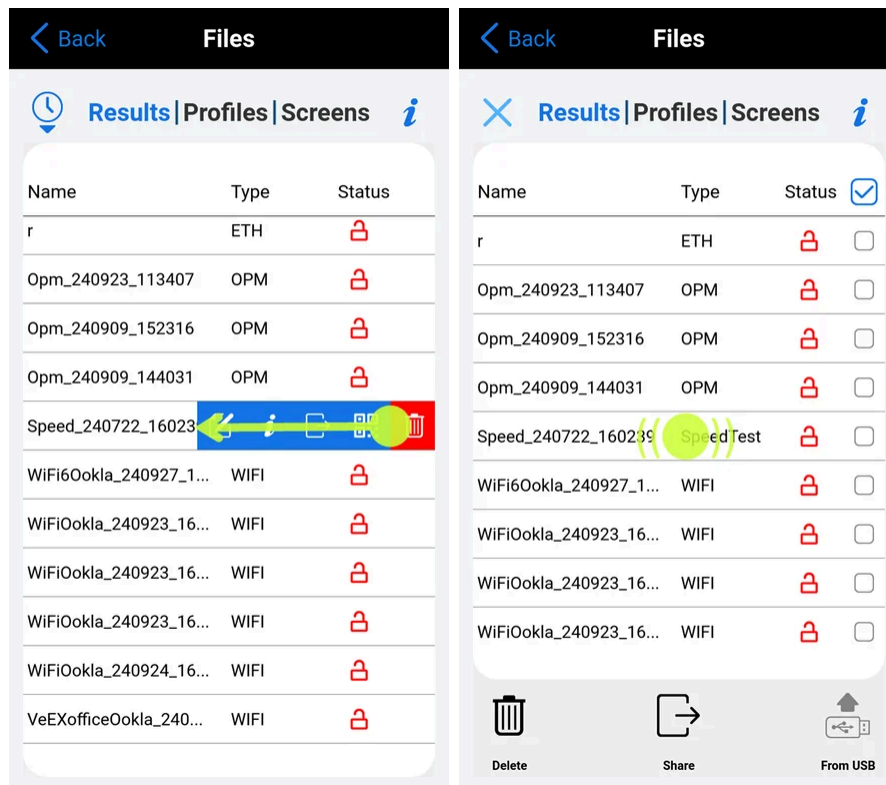 Back Files
Results | Profiles | Screens i
Name Type Status
r ETH
Opm_240923_113407 OPM
Opm_240909_152316 OPM
Opm_240909_144031 OPM
Speed_240722_16023
WiFi6Ookla_240927_1... WIFI
WiFiOokla_240923_16... WIFI
WiFiOokla_240923_16... WIFI
WiFiOokla_240923_16... WIFI
WiFiOokla_240924_16... WIFI
VeEXofficeOokla_240... WIFI
Back Files
Results | Profiles | Screens i
Name Type Status
r ETH
Opm_240923_113407 OPM
Opm_240909_152316 OPM
Opm_240909_144031 OPM
Speed_240722_160239 SpeedTest
WiFi6Ookla_240927_1... WIFI
WiFiOokla_240923_16... WIFI
WiFiOokla_240923_16... WIFI
WiFiOokla_240923_16... WIFI
Delete Share From USB